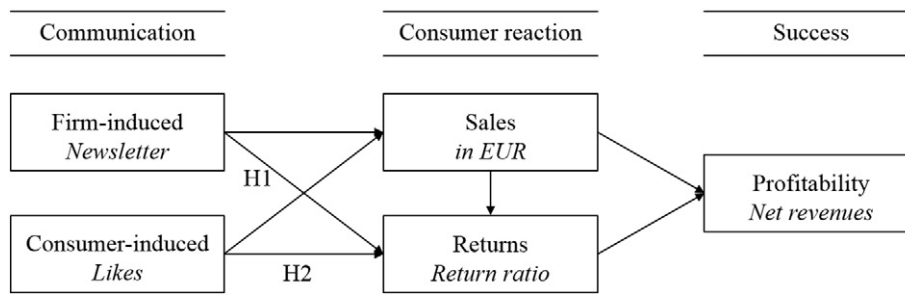 Communication
Consumer reaction
Success
Firm-induced
Newsletter
Sales
in EUR
H1
Profitability
Net revenues
Consumer-induced
Likes
H2
Returns
Return ratio